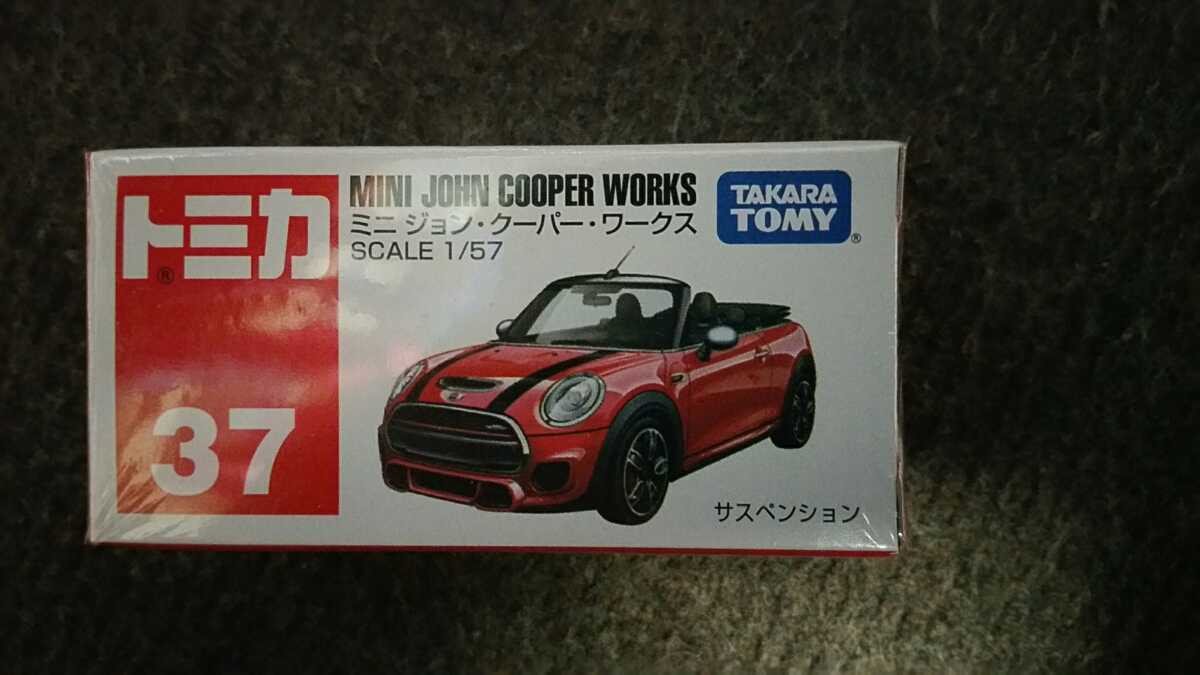 トミカ
®
37
MINI JOHN COOPER WORKS
ミニ ジョン・クーパー・ワークス
SCALE 1/57
TAKARA
TOMY
®
サスペンション